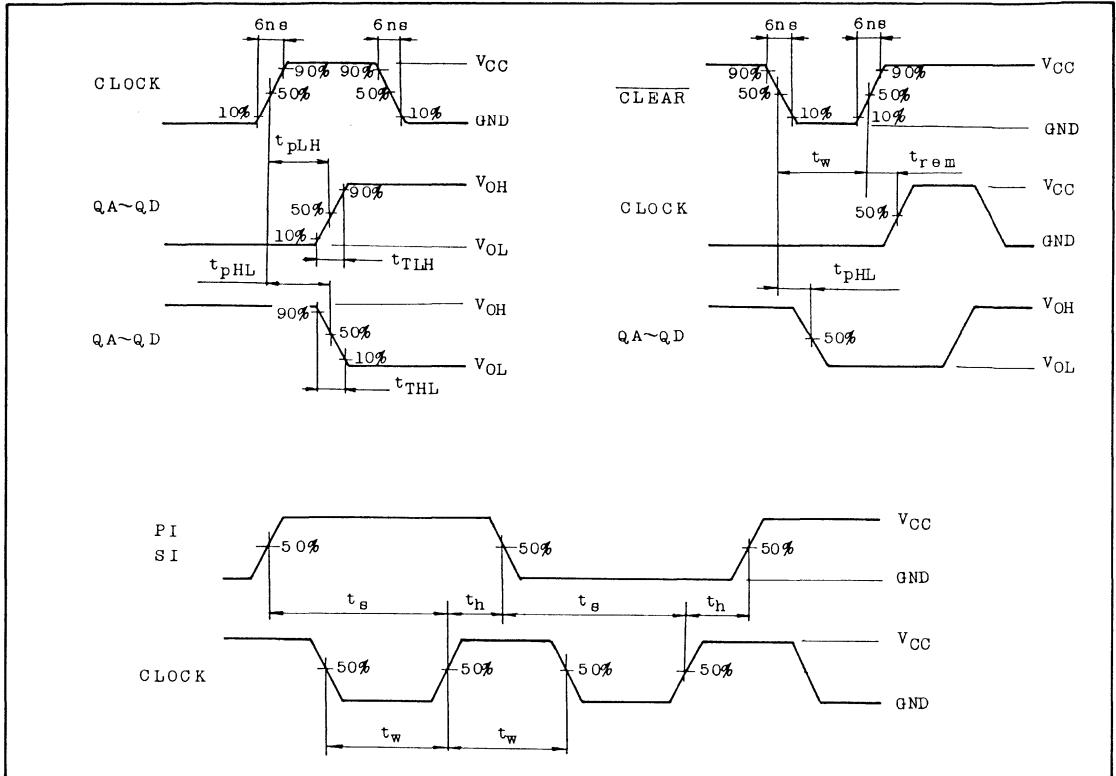 6ns 6ns
CLOCK
90% 90%
50% 50%
10% 10%
VCC
GND
tpLH
QA~QD
90%
50%
10%
VOH
VOL
tTLH
tpHL
QA~QD
90%
50%
10%
VOH
VOL
tTHL
6ns 6ns
CLEAR
90% 90%
50% 50%
10% 10%
VCC
GND
tw trem
CLOCK
50%
VCC
GND
tpHL
QA~QD
50%
VOH
VOL
PI
SI
50% 50% 50%
VCC
GND
ts th ts th
CLOCK
50% 50% 50% 50%
VCC
GND
tw tw